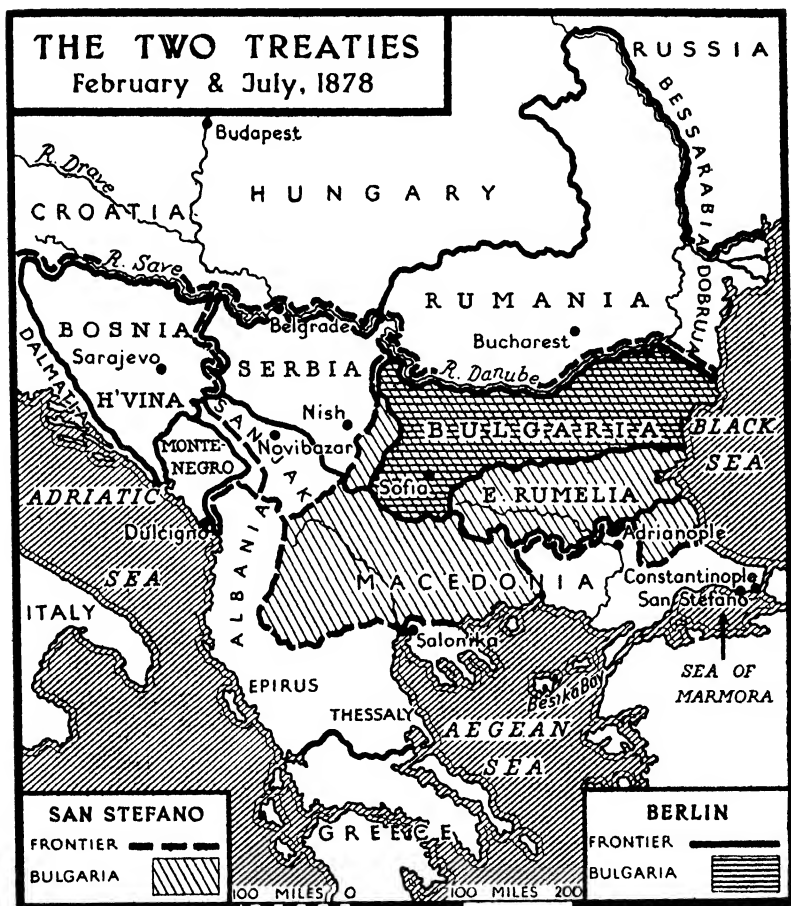 THE TWO TREATIES
February & July, 1878
RUSSIA
BESSARABIA
Budapest
R. Drave
HUNGARY
CROATIA
R. Save
DOBRUJA
RUMANIA
BOSNIA
Belgrade
Bucharest
DALMATIA
Sarajevo
SERBIA
R. Danube
H'VINA
SANJAK
Nish
BULGARIA
BLACK
SEA
MONTE-
NEGRO
Novibazar
Sofia
E. RUMELIA
ADRIATIC
SEA
Dulcigno
ALBANIA
Adrianople
MACEDONIA
Constantinople
San Stefano
ITALY
Salonika
SEA OF
MARMORA
EPIRUS
Besika Bay
THESSALY
AEGEAN
SEA
GREECE
SAN STEFANO
FRONTIER
BULGARIA
BERLIN
FRONTIER
BULGARIA
100 MILES 0 100 MILES 200